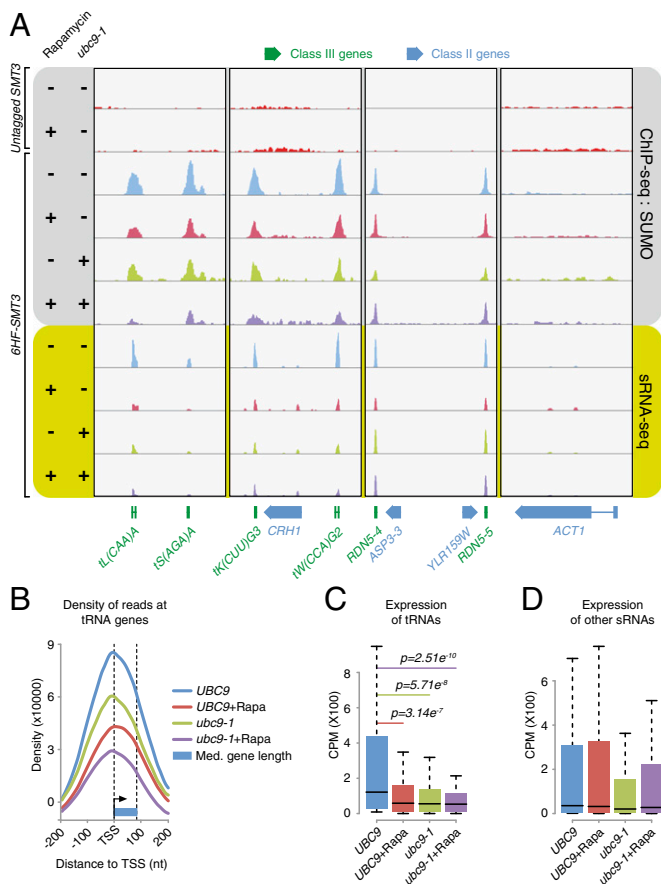 A
Rapamycin
ubc9-1
Class III genes
Class II genes
Untagged SMT3
6HF-SMT3
- -
+ -
- -
+ -
- +
+ +
- -
+ -
- +
+ +
ChIP-seq : SUMO
sRNA-seq
tL(CAA)A
tS(AGA)A
tK(CUU)G3
CRH1
tW(CCA)G2
RDN5-4
ASP3-3
YLR159W
RDN5-5
ACT1
B
Density of reads at
tRNA genes
Density (x10000)
9
6
3
0
-200
-100
TSS
100
200
Distance to TSS (nt)
UBC9
UBC9+Rapa
ubc9-1
ubc9-1+Rapa
Med. gene length
C
Expression
of tRNAs
CPM (X100)
8
6
4
2
0
p=2.51e-10
p=5.71e-8
p=3.14e-7
UBC9
UBC9+Rapa
ubc9-1
ubc9-1+Rapa
D
Expression
of other sRNAs
CPM (X100)
8
6
4
2
0
UBC9
UBC9+Rapa
ubc9-1
ubc9-1+Rapa